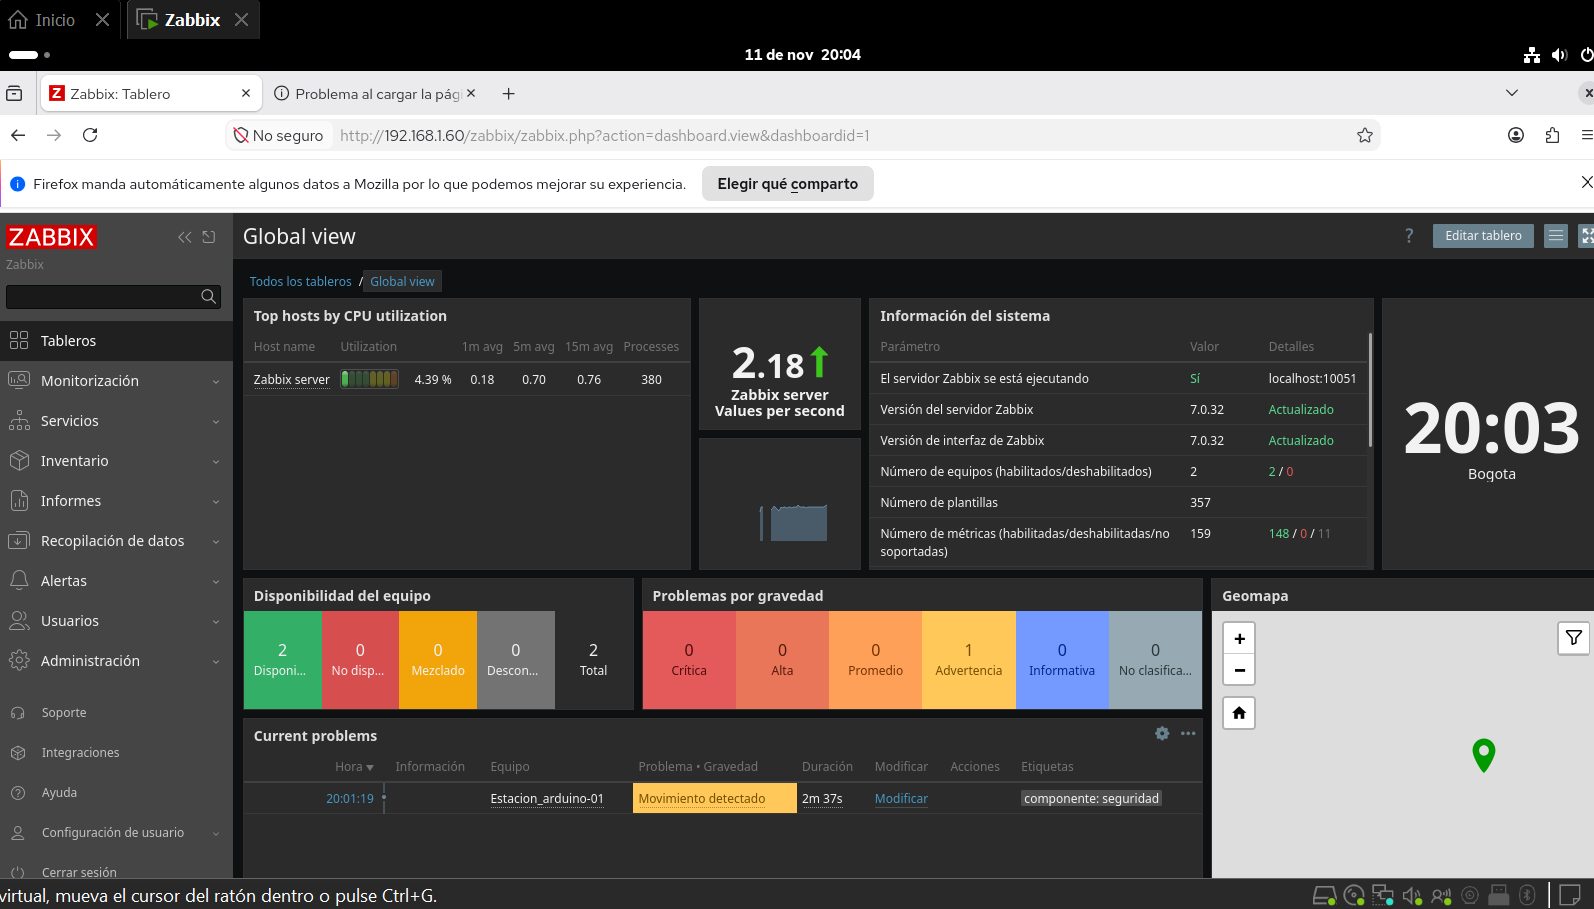 Inicio
Zabbix
11 de nov 20:04
Zabbix: Tablero
Problema al cargar la pági
No seguro
http://192.168.1.60/zabbix/zabbix.php?action=dashboard.view&dashboardid=1
Firefox manda automáticamente algunos datos a Mozilla por lo que podemos mejorar su experiencia.
Elegir qué comparto
ZABBIX
Zabbix
Tableros
Monitorización
Servicios
Inventario
Informes
Recopilación de datos
Alertas
Usuarios
Administración
Soporte
Integraciones
Ayuda
Configuración de usuario
Cerrar sesión
Global view
? Editar tablero
Todos los tableros / Global view
Top hosts by CPU utilization
Host name Utilization 1m avg 5m avg 15m avg Processes
Zabbix server 4.39 % 0.18 0.70 0.76 380
2.18
Zabbix server
Values per second
Información del sistema
Parámetro Valor Detalles
El servidor Zabbix se está ejecutando Sí localhost:10051
Versión del servidor Zabbix 7.0.32 Actualizado
Versión de interfaz de Zabbix 7.0.32 Actualizado
Número de equipos (habilitados/deshabilitados) 2 2 / 0
Número de plantillas 357
Número de métricas (habilitadas/deshabilitadas/no 159 148 / 0 / 11
soportadas)
20:03
Bogota
Disponibilidad del equipo
2 0 0 0 2
Disponi... No disp... Mezclado Descon... Total
Problemas por gravedad
0 0 0 1 0 0
Crítica Alta Promedio Advertencia Informativa No clasifica...
Geomapa
+
−
Current problems
Hora Información Equipo Problema • Gravedad Duración Modificar Acciones Etiquetas
20:01:19 Estacion_arduino-01 Movimiento detectado 2m 37s Modificar componente: seguridad
virtual, mueva el cursor del ratón dentro o pulse Ctrl+G.